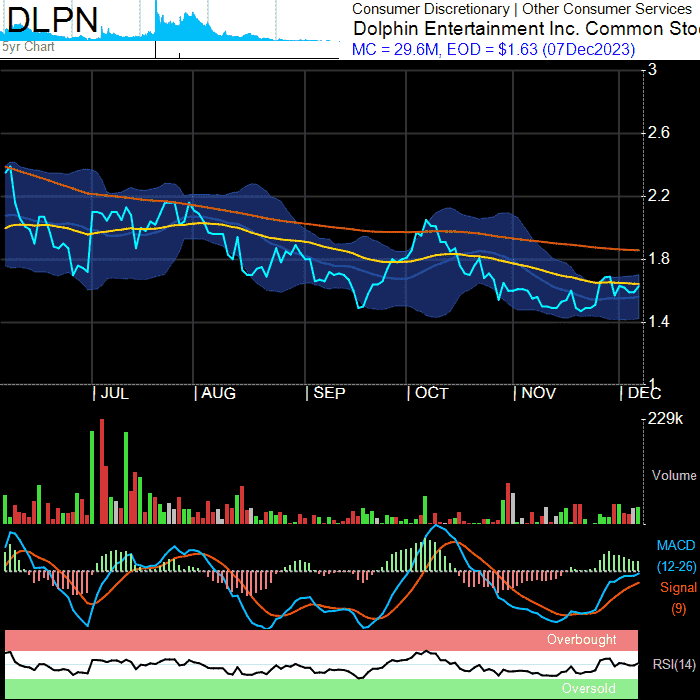 DLPN
5yr Chart
Consumer Discretionary | Other Consumer Services
Dolphin Entertainment Inc. Common Sto
MC = 29.6M, EOD = $1.63 (07Dec2023)
3
2.6
2.2
1.8
1.4
1
JUL
AUG
SEP
OCT
NOV
DEC
229k
Volume
MACD
(12-26)
Signal
(9)
Overbought
RSI(14)
Oversold